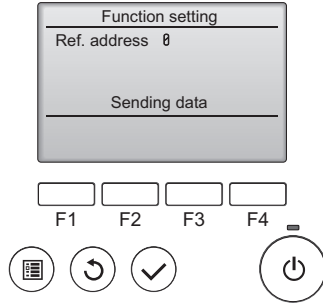 Function setting
Ref. address 0
Sending data
F1 F2 F3 F4